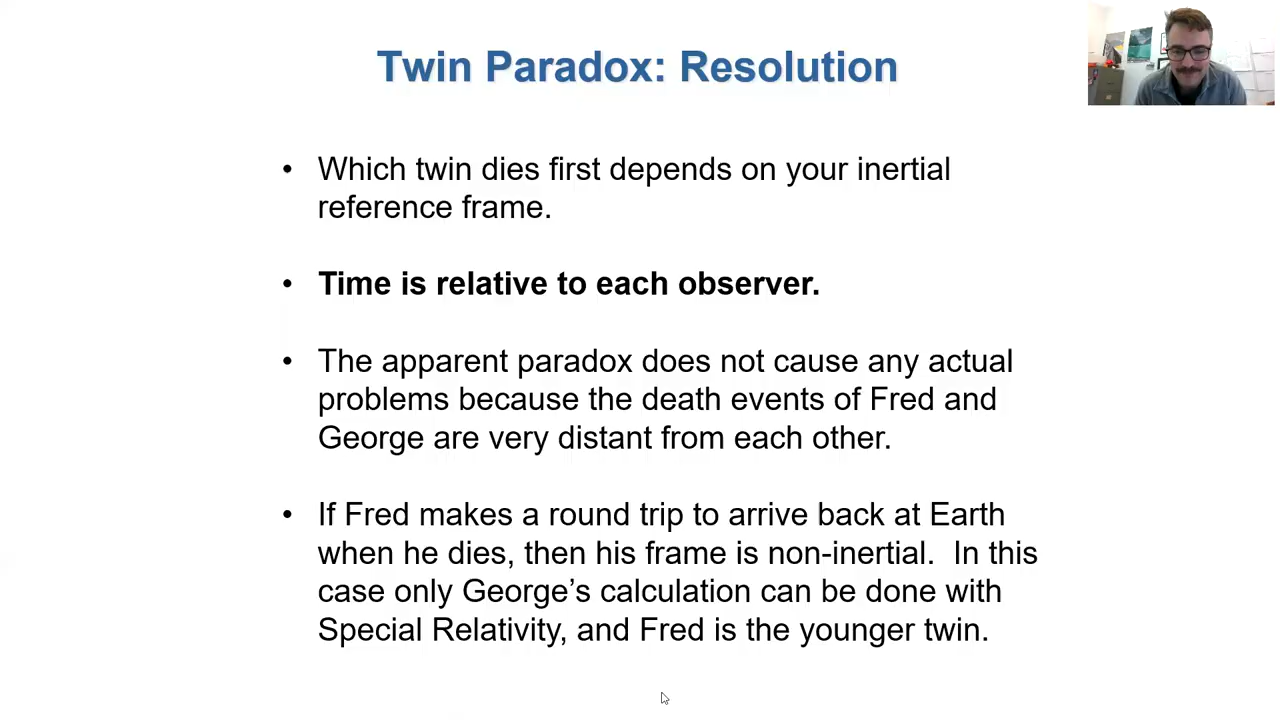 Twin Paradox: Resolution
• Which twin dies first depends on your inertial
reference frame.
• Time is relative to each observer.
• The apparent paradox does not cause any actual
problems because the death events of Fred and
George are very distant from each other.
• If Fred makes a round trip to arrive back at Earth
when he dies, then his frame is non-inertial.  In this
case only George’s calculation can be done with
Special Relativity, and Fred is the younger twin.